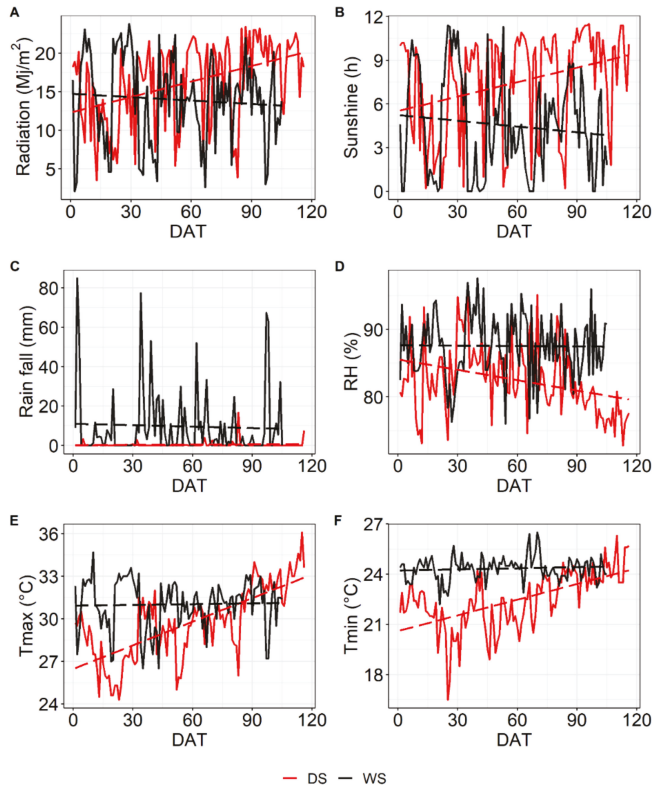 A
Radiation (Mj/m²)
20
15
10
5
0 30 60 90 120
DAT
B
Sunshine (h)
12
9
6
3
0
0 30 60 90 120
DAT
C
Rain fall (mm)
80
60
40
20
0
0 30 60 90 120
DAT
D
RH (%)
90
80
0 30 60 90 120
DAT
E
Tmax (°C)
36
33
30
27
24
0 30 60 90 120
DAT
F
Tmin (°C)
27
24
21
18
0 30 60 90 120
DAT
DS WS